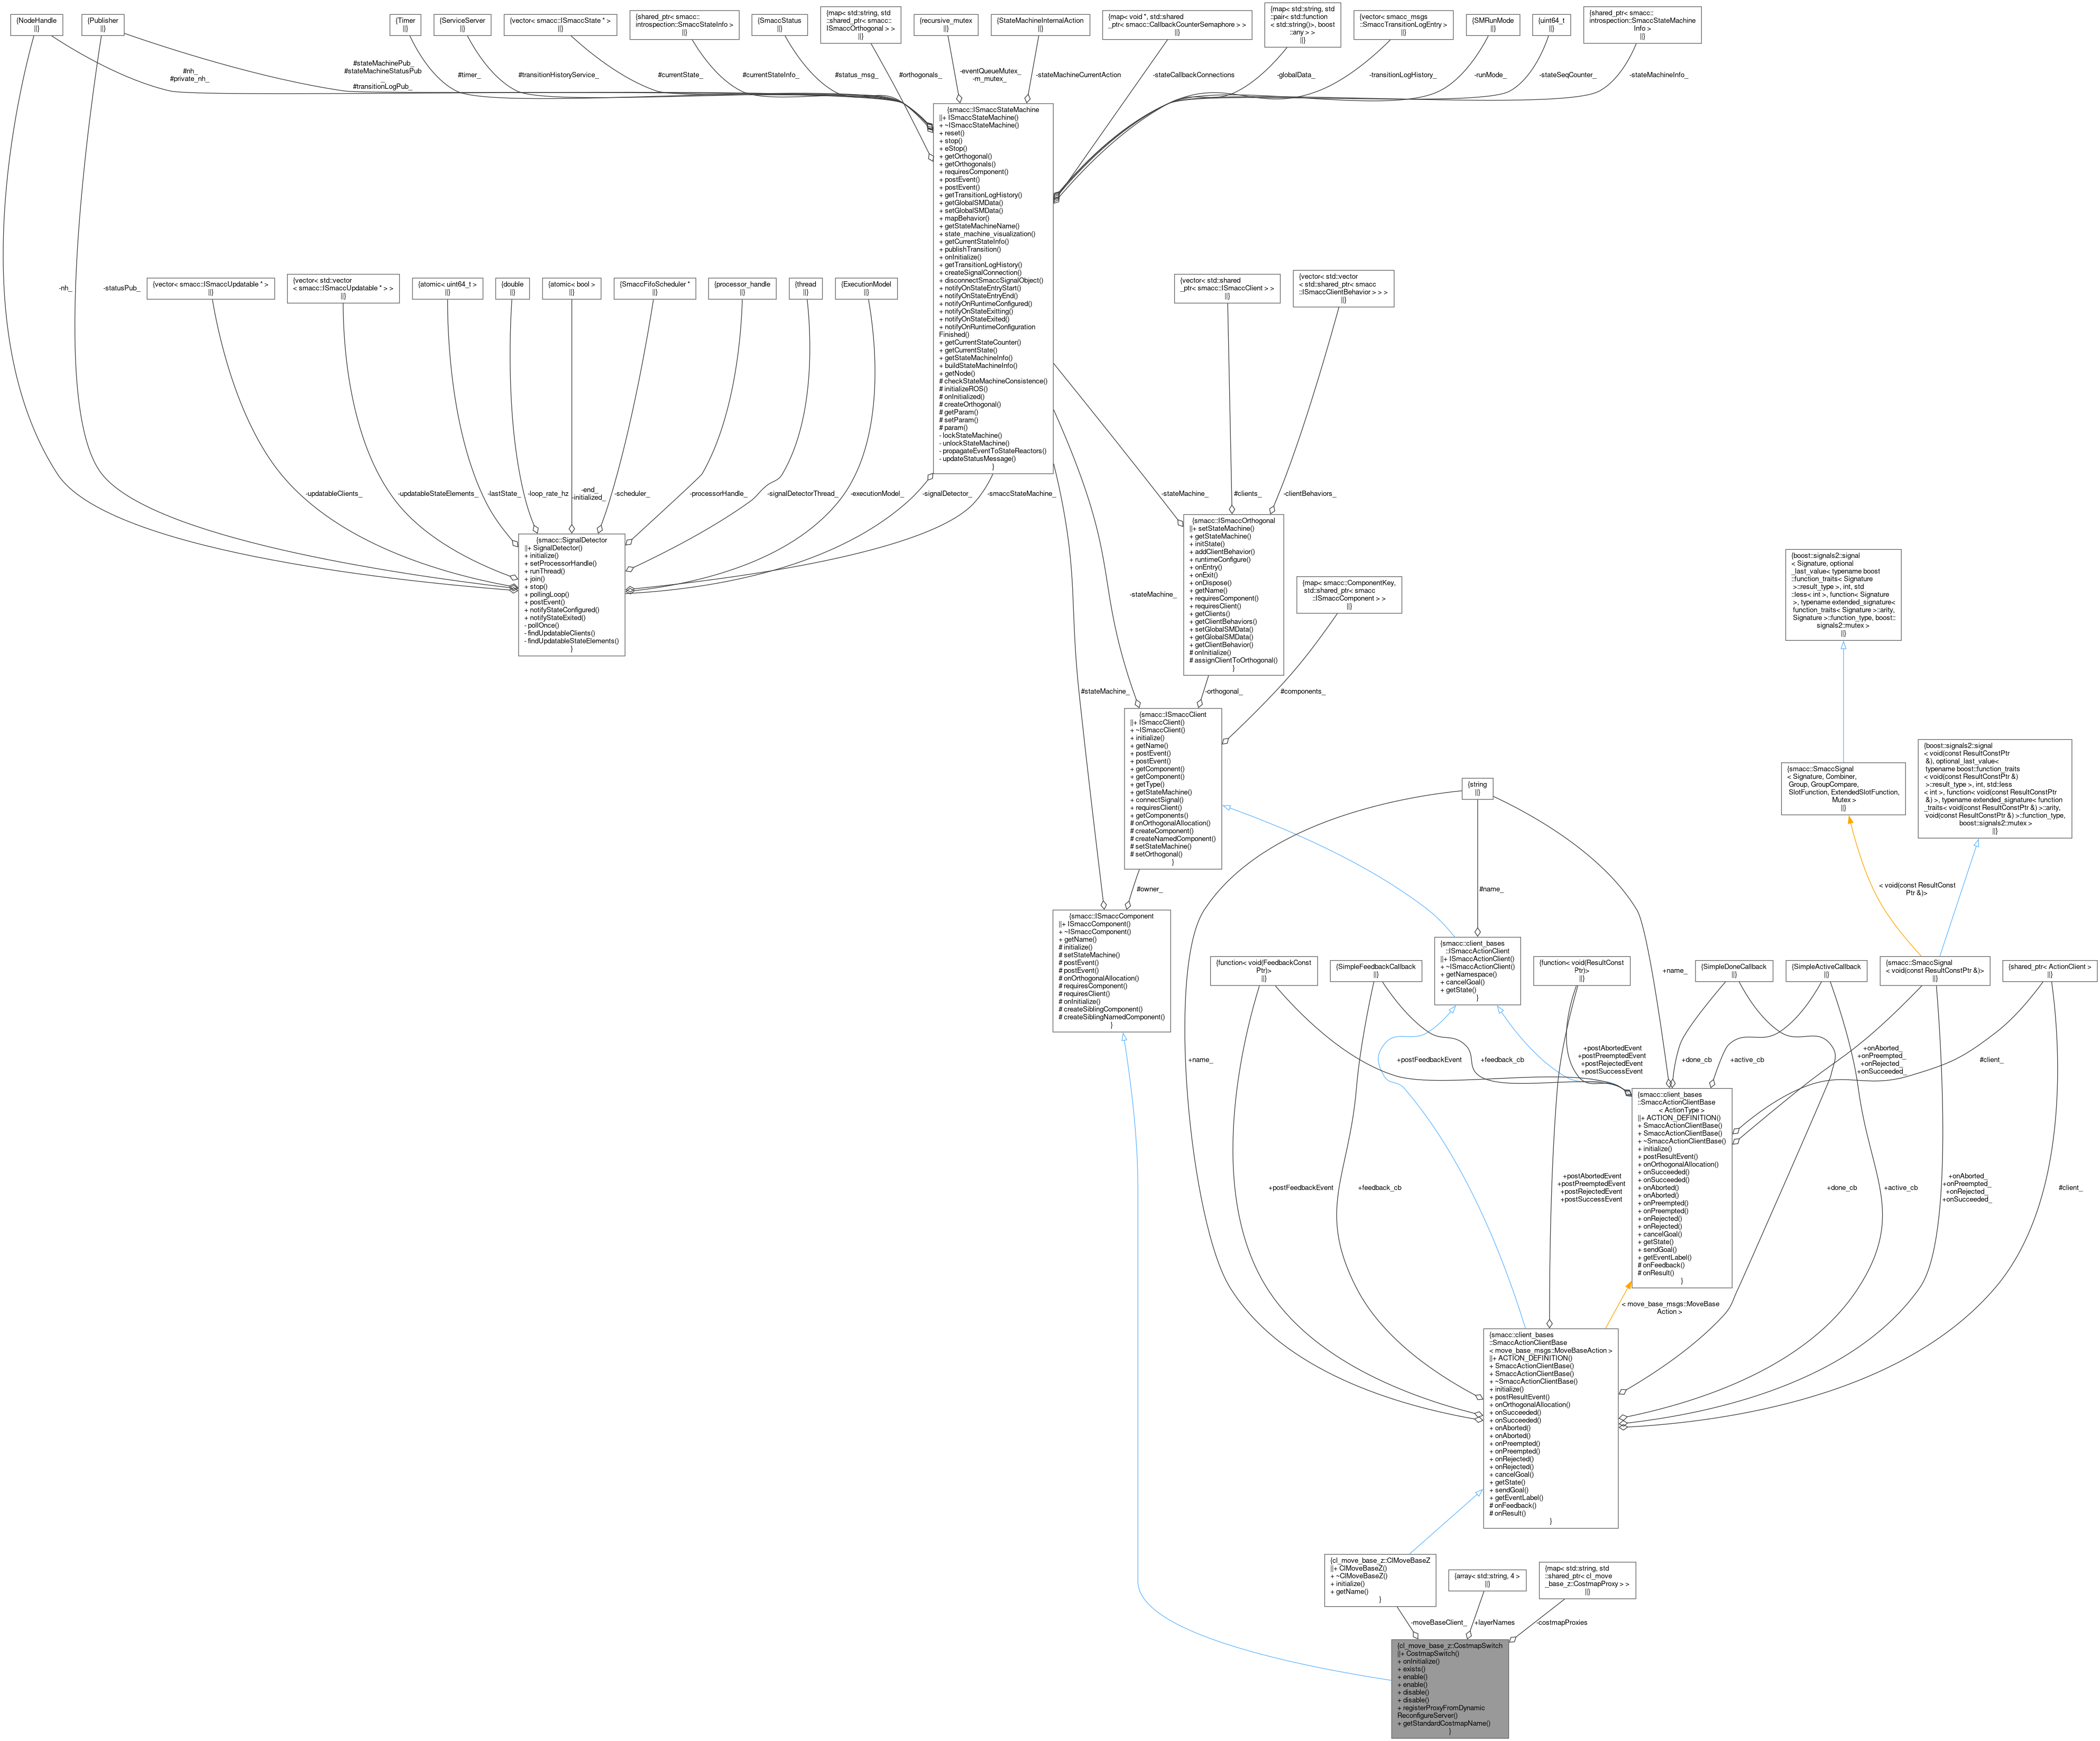 {NodeHandle
||}
{Publisher
||}
{Timer
||}
{ServiceServer
||}
{vector< smacc::ISmaccState * >
||}
{shared_ptr< smacc::
introspection::SmaccStateInfo >
||}
{SmaccStatus
||}
{map< std::string, std
::shared_ptr< smacc::
ISmaccOrthogonal > >
||}
{recursive_mutex
||}
{StateMachineInternalAction
||}
{map< void *, std::shared
_ptr< smacc::CallbackCounterSemaphore > >
||}
{map< std::string, std
::pair< std::function
< std::string()>, boost
::any > >
||}
{vector< smacc_msgs
::SmaccTransitionLogEntry >
||}
{SMRunMode
||}
{uint64_t
||}
{shared_ptr< smacc::
introspection::SmaccStateMachine
Info >
||}
#nh_
#private_nh_
#stateMachinePub_
#stateMachineStatusPub
_
#transitionLogPub_
#timer_
#transitionHistoryService_
#currentState_
#currentStateInfo_
#status_msg_
#orthogonals_
-eventQueueMutex_
-m_mutex_
-stateMachineCurrentAction
-stateCallbackConnections
-globalData_
-transitionLogHistory_
-runMode_
-stateSeqCounter_
-stateMachineInfo_
{smacc::ISmaccStateMachine
||+ ISmaccStateMachine()
+ ~ISmaccStateMachine()
+ reset()
+ stop()
+ eStop()
+ getOrthogonal()
+ getOrthogonals()
+ requiresComponent()
+ postEvent()
+ postEvent()
+ getTransitionLogHistory()
+ getGlobalSMData()
+ setGlobalSMData()
+ mapBehavior()
+ getStateMachineName()
+ state_machine_visualization()
+ getCurrentStateInfo()
+ publishTransition()
+ onInitialize()
+ getTransitionLogHistory()
+ createSignalConnection()
+ disconnectSmaccSignalObject()
+ notifyOnStateEntryStart()
+ notifyOnStateEntryEnd()
+ notifyOnRuntimeConfigured()
+ notifyOnStateExitting()
+ notifyOnStateExited()
+ notifyOnRuntimeConfiguration
Finished()
+ getCurrentStateCounter()
+ getCurrentState()
+ getStateMachineInfo()
+ buildStateMachineInfo()
+ getNode()
# checkStateMachineConsistence()
# initializeROS()
# onInitialized()
# createOrthogonal()
# getParam()
# setParam()
# param()
- lockStateMachine()
- unlockStateMachine()
- propagateEventToStateReactors()
- updateStatusMessage()
}
-nh_
-statusPub_
{vector< smacc::ISmaccUpdatable * >
||}
{vector< std::vector
< smacc::ISmaccUpdatable * > >
||}
{atomic< uint64_t >
||}
{double
||}
{atomic< bool >
||}
{SmaccFifoScheduler *
||}
{processor_handle
||}
{thread
||}
{ExecutionModel
||}
{vector< std::shared
_ptr< smacc::ISmaccClient > >
||}
{vector< std::vector
< std::shared_ptr< smacc
::ISmaccClientBehavior > > >
||}
-updatableClients_
-updatableStateElements_
-lastState_
-loop_rate_hz
-end_
-initialized_
-scheduler_
-processorHandle_
-signalDetectorThread_
-executionModel_
-signalDetector_
-smaccStateMachine_
-stateMachine_
#clients_
-clientBehaviors_
{smacc::SignalDetector
||+ SignalDetector()
+ initialize()
+ setProcessorHandle()
+ runThread()
+ join()
+ stop()
+ pollingLoop()
+ postEvent()
+ notifyStateConfigured()
+ notifyStateExited()
- pollOnce()
- findUpdatableClients()
- findUpdatableStateElements()
}
{smacc::ISmaccOrthogonal
||+ setStateMachine()
+ getStateMachine()
+ initState()
+ addClientBehavior()
+ runtimeConfigure()
+ onEntry()
+ onExit()
+ onDispose()
+ getName()
+ requiresComponent()
+ requiresClient()
+ getClients()
+ getClientBehaviors()
+ setGlobalSMData()
+ getGlobalSMData()
+ getClientBehavior()
# onInitialize()
# assignClientToOrthogonal()
}
{map< smacc::ComponentKey,
std::shared_ptr< smacc
::ISmaccComponent > >
||}
-stateMachine_
#stateMachine_
-orthogonal_
#components_
{smacc::ISmaccClient
||+ ISmaccClient()
+ ~ISmaccClient()
+ initialize()
+ getName()
+ postEvent()
+ postEvent()
+ getComponent()
+ getComponent()
+ getType()
+ getStateMachine()
+ connectSignal()
+ requiresClient()
+ getComponents()
# onOrthogonalAllocation()
# createComponent()
# createNamedComponent()
# setStateMachine()
# setOrthogonal()
}
{boost::signals2::signal
< Signature, optional
_last_value< typename boost
::function_traits< Signature
>::result_type >, int, std
::less< int >, function< Signature
>, typename extended_signature<
function_traits< Signature >::arity,
Signature >::function_type, boost::
signals2::mutex >
||}
{smacc::SmaccSignal
< Signature, Combiner,
Group, GroupCompare,
SlotFunction, ExtendedSlotFunction,
Mutex >
||}
{boost::signals2::signal
< void(const ResultConstPtr
&), optional_last_value<
typename boost::function_traits
< void(const ResultConstPtr &)
>::result_type >, int, std::less
< int >, function< void(const ResultConstPtr
&) >, typename extended_signature< function
_traits< void(const ResultConstPtr &) >::arity,
void(const ResultConstPtr &) >::function_type,
boost::signals2::mutex >
||}
{string
||}
#owner_
#name_
< void(const ResultConst
Ptr &)>
{smacc::ISmaccComponent
||+ ISmaccComponent()
+ ~ISmaccComponent()
+ getName()
# initialize()
# setStateMachine()
# postEvent()
# postEvent()
# onOrthogonalAllocation()
# requiresComponent()
# requiresClient()
# onInitialize()
# createSiblingComponent()
# createSiblingNamedComponent()
}
{function< void(FeedbackConst
Ptr)>
||}
{SimpleFeedbackCallback
||}
{smacc::client_bases
::ISmaccActionClient
||+ ISmaccActionClient()
+ ~ISmaccActionClient()
+ getNamespace()
+ cancelGoal()
+ getState()
}
{function< void(ResultConst
Ptr)>
||}
+name_
{SimpleDoneCallback
||}
{SimpleActiveCallback
||}
{smacc::SmaccSignal
< void(const ResultConstPtr &)>
||}
{shared_ptr< ActionClient >
||}
+name_
+postFeedbackEvent
+feedback_cb
+postAbortedEvent
+postPreemptedEvent
+postRejectedEvent
+postSuccessEvent
+done_cb
+active_cb
+onAborted_
+onPreempted_
+onRejected_
+onSucceeded_
#client_
{smacc::client_bases
::SmaccActionClientBase
< ActionType >
||+ ACTION_DEFINITION()
+ SmaccActionClientBase()
+ SmaccActionClientBase()
+ ~SmaccActionClientBase()
+ initialize()
+ postResultEvent()
+ onOrthogonalAllocation()
+ onSucceeded()
+ onSucceeded()
+ onAborted()
+ onAborted()
+ onPreempted()
+ onPreempted()
+ onRejected()
+ onRejected()
+ cancelGoal()
+ getState()
+ sendGoal()
+ getEventLabel()
# onFeedback()
# onResult()
}
+postFeedbackEvent
+feedback_cb
+postAbortedEvent
+postPreemptedEvent
+postRejectedEvent
+postSuccessEvent
+done_cb
+active_cb
+onAborted_
+onPreempted_
+onRejected_
+onSucceeded_
#client_
< move_base_msgs::MoveBase
Action >
{smacc::client_bases
::SmaccActionClientBase
< move_base_msgs::MoveBaseAction >
||+ ACTION_DEFINITION()
+ SmaccActionClientBase()
+ SmaccActionClientBase()
+ ~SmaccActionClientBase()
+ initialize()
+ postResultEvent()
+ onOrthogonalAllocation()
+ onSucceeded()
+ onSucceeded()
+ onAborted()
+ onAborted()
+ onPreempted()
+ onPreempted()
+ onRejected()
+ onRejected()
+ cancelGoal()
+ getState()
+ sendGoal()
+ getEventLabel()
# onFeedback()
# onResult()
}
{cl_move_base_z::ClMoveBaseZ
||+ ClMoveBaseZ()
+ ~ClMoveBaseZ()
+ initialize()
+ getName()
}
{array< std::string, 4 >
||}
{map< std::string, std
::shared_ptr< cl_move
_base_z::CostmapProxy > >
||}
-moveBaseClient_
+layerNames
-costmapProxies
{cl_move_base_z::CostmapSwitch
||+ CostmapSwitch()
+ onInitialize()
+ exists()
+ enable()
+ enable()
+ disable()
+ disable()
+ registerProxyFromDynamic
ReconfigureServer()
+ getStandardCostmapName()
}